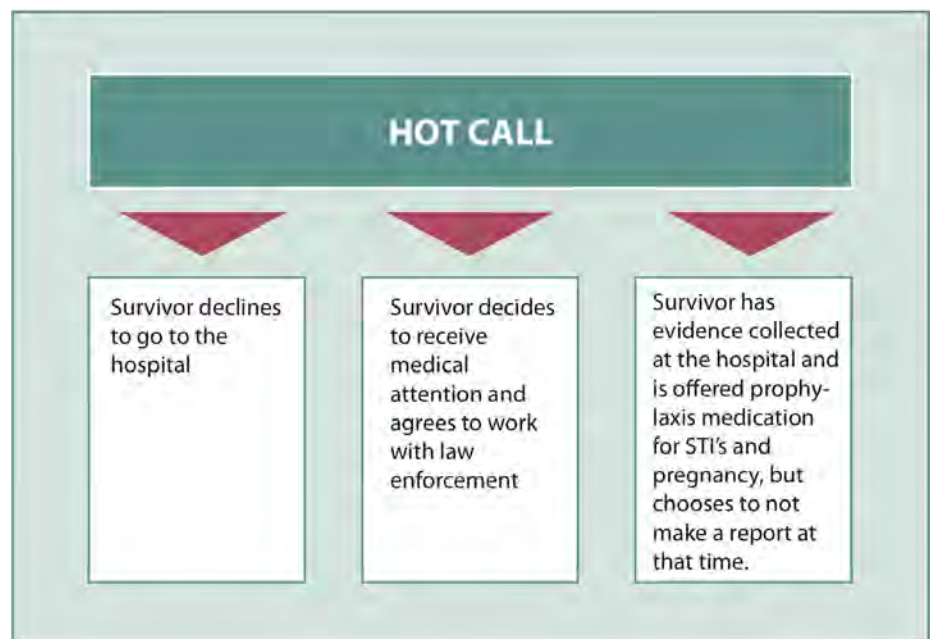 HOT CALL
Survivor declines
to go to the
hospital
Survivor decides
to receive
medical
attention and
agrees to work
with law
enforcement
Survivor has
evidence collected
at the hospital and
is offered prophy-
laxis medication
for STI's and
pregnancy, but
chooses to not
make a report at
that time.